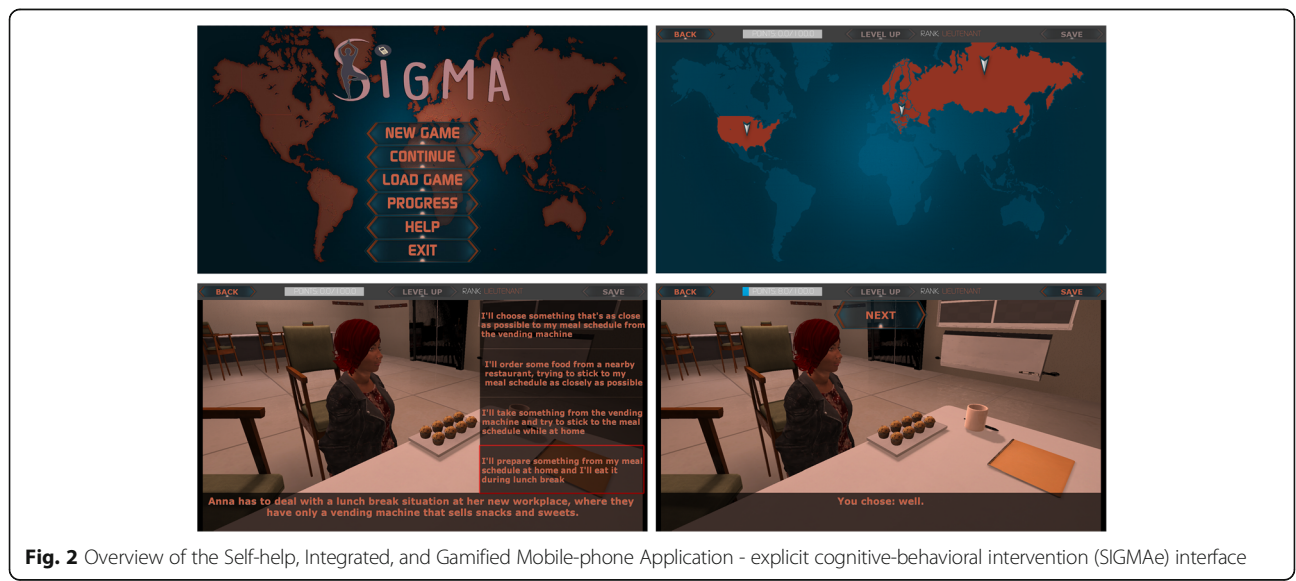 SIGMA
NEW GAME
CONTINUE
LOAD GAME
PROGRESS
HELP
EXIT
BACK
LEVEL UP
RANK: LIEUTENANT
SAVE
BACK
LEVEL UP
RANK: LIEUTENANT
SAVE
I'll choose something that's as close
as possible to my meal schedule from
the vending machine
I'll order some food from a nearby
restaurant, trying to stick to my
meal schedule as closely as possible
I'll take something from the vending
machine and try to stick to the meal
schedule while at home
I'll prepare something from my meal
schedule at home and I'll eat it
during lunch break
Anna has to deal with a lunch break situation at her new workplace, where they
have only a vending machine that sells snacks and sweets.
BACK
LEVEL UP
RANK: LIEUTENANT
SAVE
NEXT
You chose: well.
Fig. 2 Overview of the Self-help, Integrated, and Gamified Mobile-phone Application - explicit cognitive-behavioral intervention (SIGMAe) interface